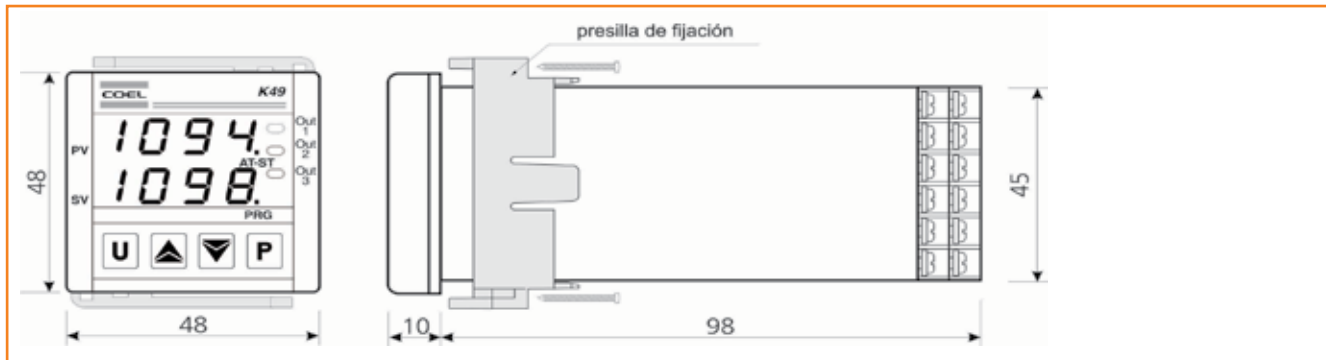 presilla de fijación
COEL K49
PV 1094. Out 1
Out 2
AT-ST
SV 1098. Out 3
PRG
U P
48
48
10
98
45